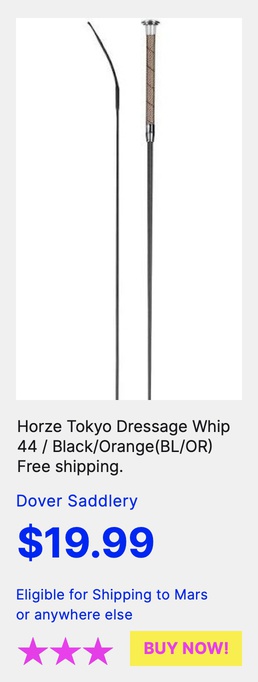 Horze Tokyo Dressage Whip
44 / Black/Orange(BL/OR)
Free shipping.
Dover Saddlery
$19.99
Eligible for Shipping to Mars
or anywhere else
BUY NOW!